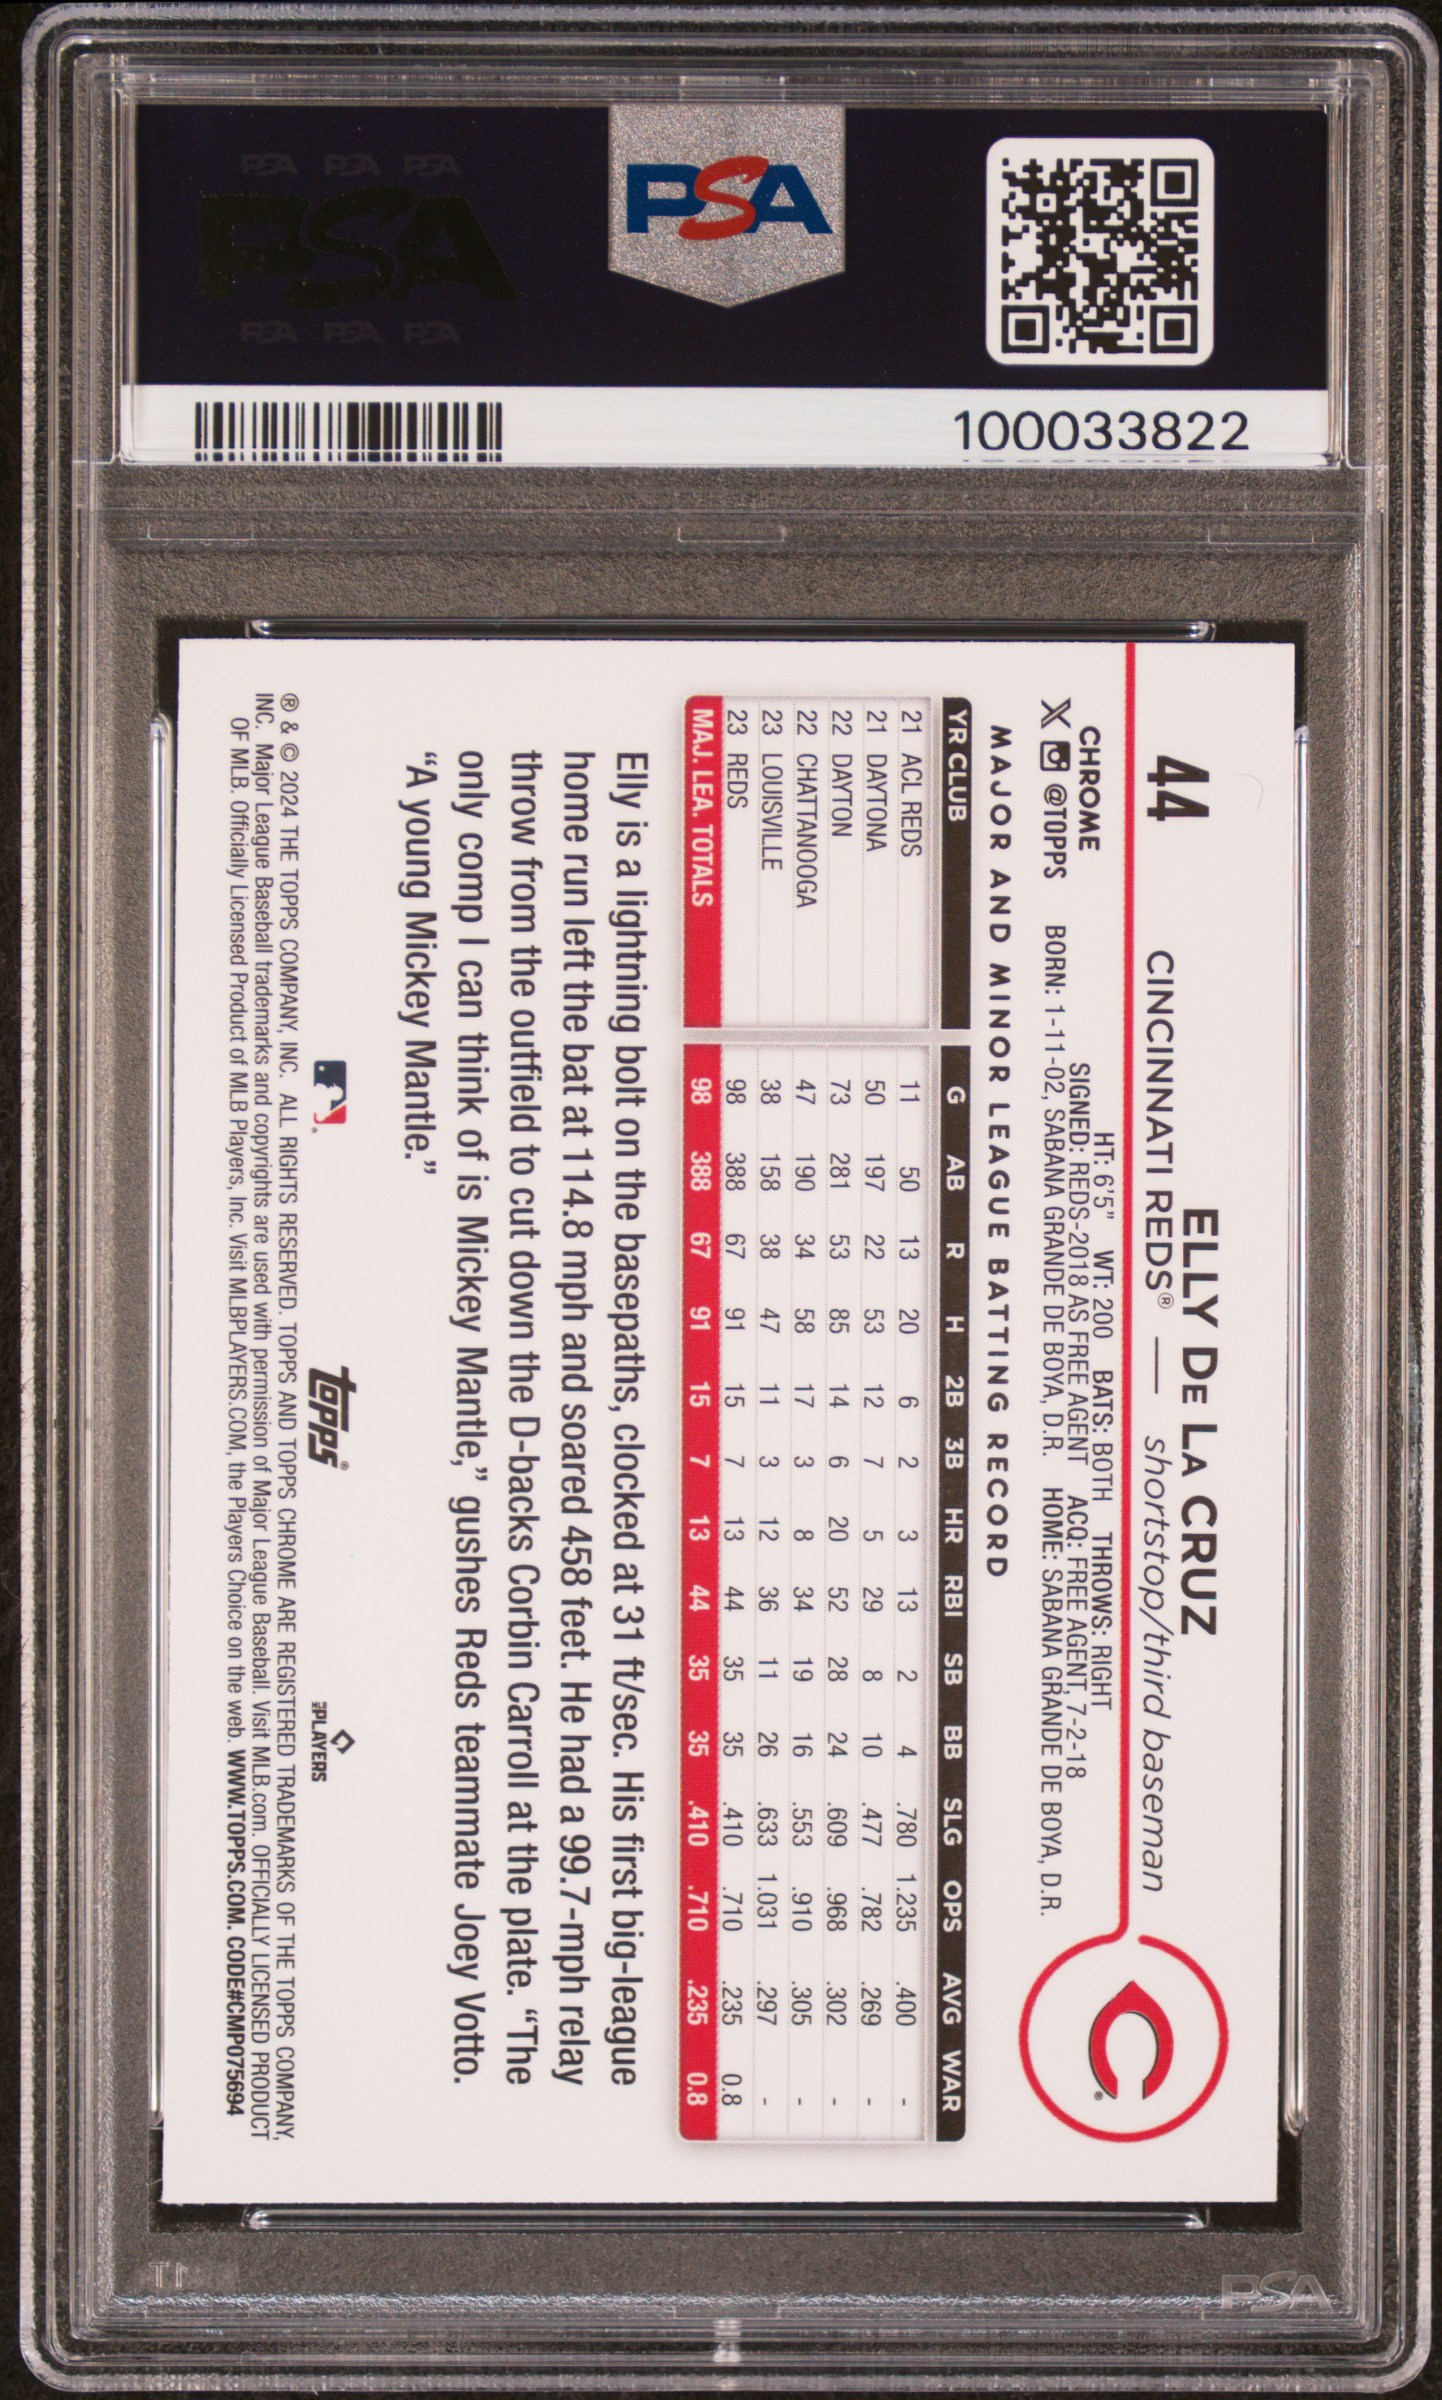 PSA PSA PSA
PSA
PSA PSA PSA
PSA
100033822
44
ELLY De LA CRUZ
CINCINNATI REDS® — shortstop/third baseman
C
CHROME
@TOPPS
HT: 6'5" WT: 200 BATS: BOTH THROWS: RIGHT
SIGNED: REDS-2018 AS FREE AGENT ACQ: FREE AGENT, 7-2-18
BORN: 1-11-02, SABANA GRANDE DE BOYA, D.R. HOME: SABANA GRANDE DE BOYA, D.R.
MAJOR AND MINOR LEAGUE BATTING RECORD
YR CLUB G AB R H 2B 3B HR RBI SB BB SLG OPS AVG WAR
21 ACL REDS 11 50 13 20 6 2 3 13 2 4 .780 1.235 .400 -
21 DAYTONA 50 197 22 53 12 7 5 29 8 10 .477 .782 .269 -
22 DAYTON 73 281 53 85 14 6 20 52 28 24 .609 .968 .302 -
22 CHATTANOOGA 47 190 34 58 17 3 8 34 19 16 .553 .910 .305 -
23 LOUISVILLE 38 158 38 47 11 3 12 36 11 26 .633 1.031 .297 -
23 REDS 98 388 67 91 15 7 13 44 35 35 .410 .710 .235 0.8
MAJ. LEA. TOTALS 98 388 67 91 15 7 13 44 35 35 .410 .710 .235 0.8
Elly is a lightning bolt on the basepaths, clocked at 31 ft/sec. His first big-league
home run left the bat at 114.8 mph and soared 458 feet. He had a 99.7-mph relay
throw from the outfield to cut down the D-backs Corbin Carroll at the plate. “The
only comp I can think of is Mickey Mantle,” gushes Reds teammate Joey Votto.
“A young Mickey Mantle.”
topps®
MLB PLAYERS
® & © 2024 THE TOPPS COMPANY, INC. ALL RIGHTS RESERVED. TOPPS AND TOPPS CHROME ARE REGISTERED TRADEMARKS OF THE TOPPS COMPANY,
INC. Major League Baseball trademarks and copyrights are used with permission of Major League Baseball. Visit MLB.com. OFFICIALLY LICENSED PRODUCT
OF MLB. Officially Licensed Product of MLB Players, Inc. Visit MLBPLAYERS.COM, the Players Choice on the web. WWW.TOPPS.COM. CODE#CMP075694
PSA